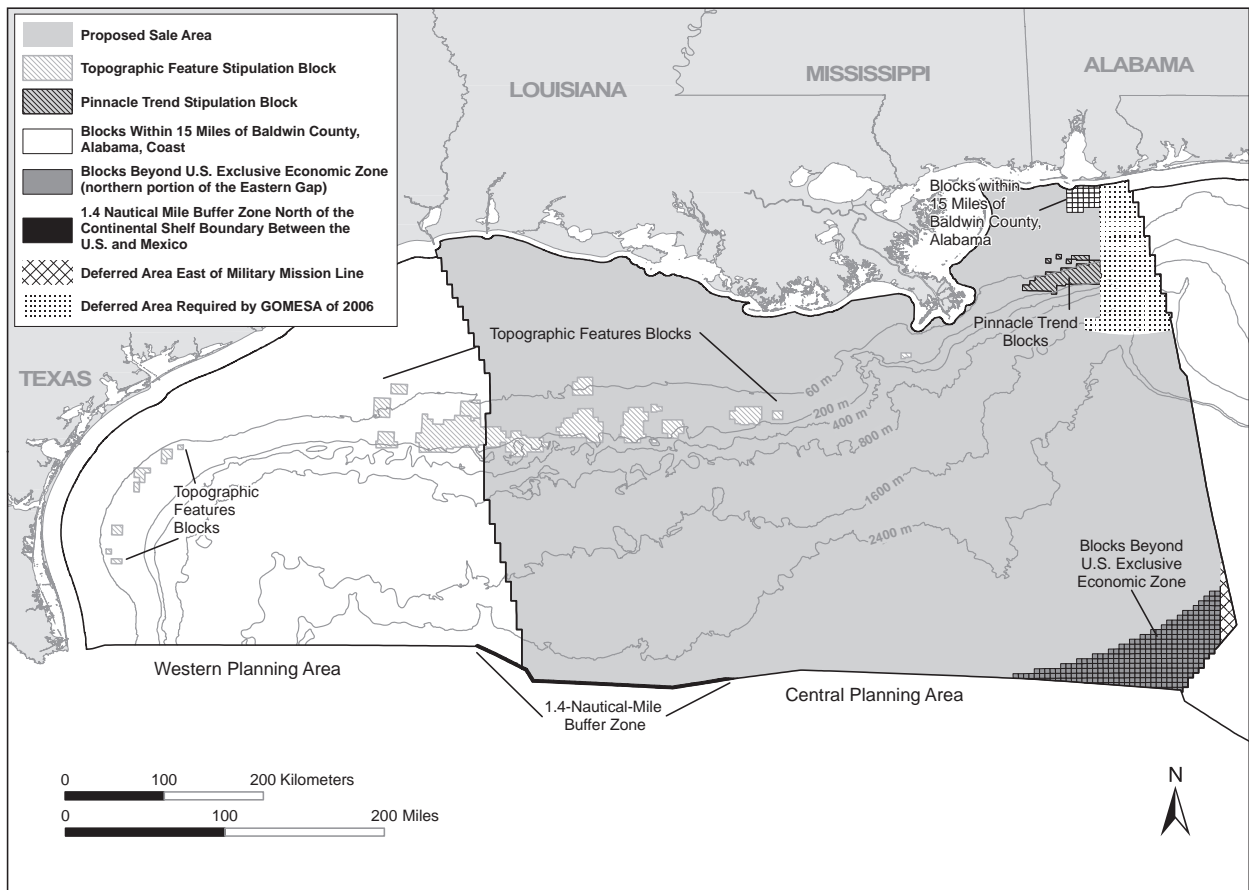 Proposed Sale Area
Topographic Feature Stipulation Block
Pinnacle Trend Stipulation Block
Blocks Within 15 Miles of Baldwin County,
Alabama, Coast
Blocks Beyond U.S. Exclusive Economic Zone
(northern portion of the Eastern Gap)
1.4 Nautical Mile Buffer Zone North of the
Continental Shelf Boundary Between the
U.S. and Mexico
Deferred Area East of Military Mission Line
Deferred Area Required by GOMESA of 2006
LOUISIANA
MISSISSIPPI
ALABAMA
TEXAS
Blocks within
15 Miles of
Baldwin County,
Alabama
Pinnacle Trend
Blocks
Topographic Features Blocks
60 m
200 m
400 m
800 m
1600 m
2400 m
Topographic
Features
Blocks
Blocks Beyond
U.S. Exclusive
Economic Zone
Western Planning Area
Central Planning Area
1.4-Nautical-Mile
Buffer Zone
0 100 200 Kilometers
0 100 200 Miles
N